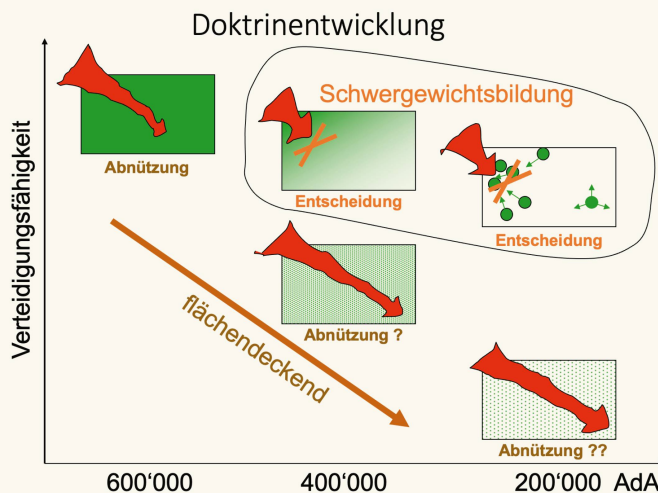 Doktrinentwicklung
Verteidigungsfähigkeit
Schwergewichtsbildung
Abnützung
Entscheidung
Entscheidung
flächendeckend
Abnützung ?
Abnützung ??
600'000
400'000
200'000
AdA